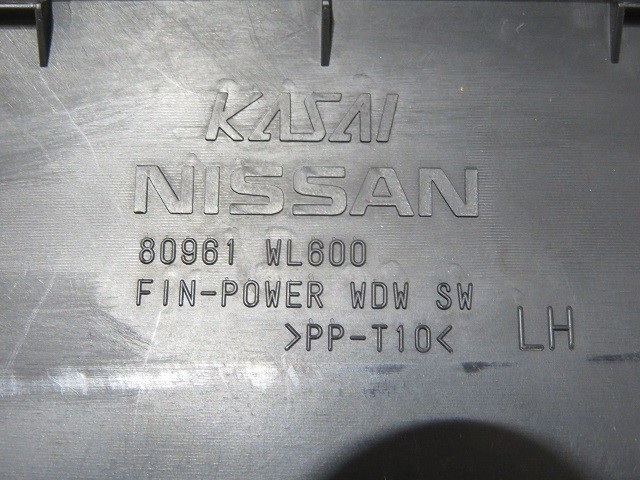 KASAI
NISSAN
80961 WL600
FIN-POWER WDW SW
>PP-T10<
LH